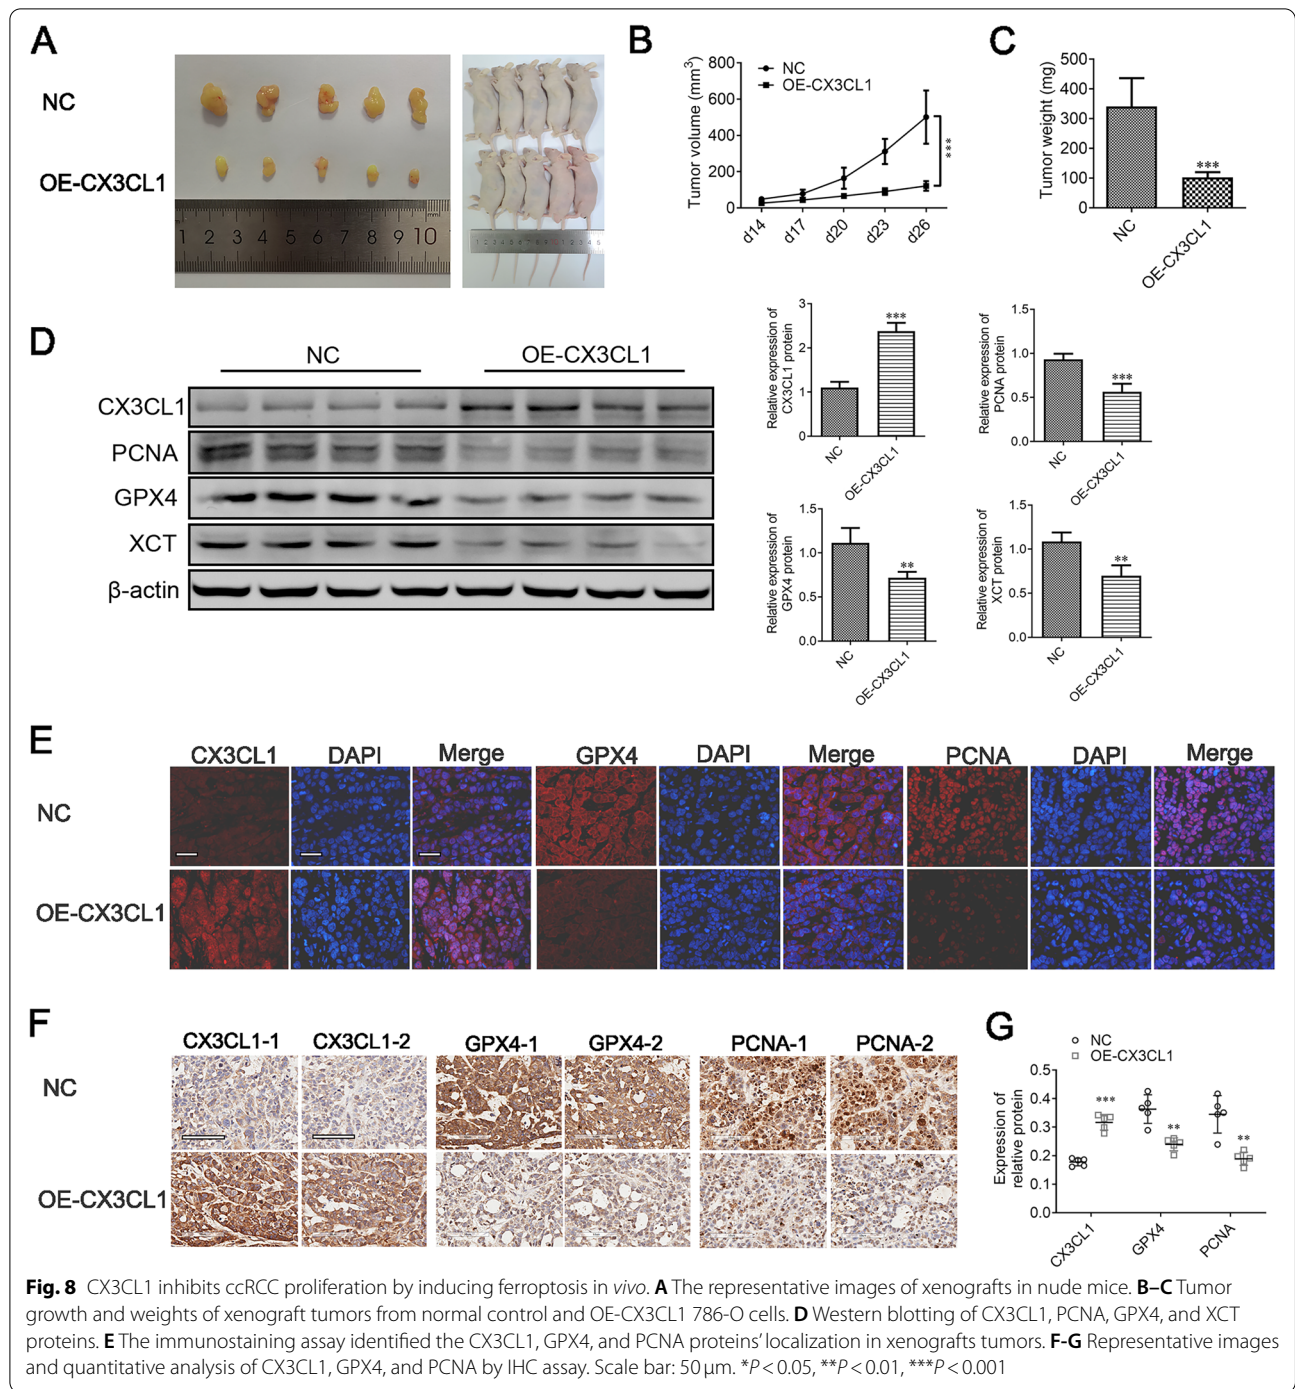 A
NC
OE-CX3CL1
1 2 3 4 5 6 7 8 9 10
mm
B
Tumor volume (mm³)
800
600
400
200
0
NC
OE-CX3CL1
***
d14 d17 d20 d23 d26
C
Tumor weight (mg)
500
400
300
200
100
0
***
NC
OE-CX3CL1
D
NC OE-CX3CL1
CX3CL1
PCNA
GPX4
XCT
β-actin
Relative expression of
CX3CL1 protein
3
2
1
0
***
NC
OE-CX3CL1
Relative expression of
PCNA protein
1.5
1.0
0.5
0.0
***
NC
OE-CX3CL1
Relative expression of
GPX4 protein
1.5
1.0
0.5
0.0
**
NC
OE-CX3CL1
Relative expression of
XCT protein
1.5
1.0
0.5
0.0
**
NC
OE-CX3CL1
E
CX3CL1 DAPI Merge GPX4 DAPI Merge PCNA DAPI Merge
NC
OE-CX3CL1
F
CX3CL1-1 CX3CL1-2 GPX4-1 GPX4-2 PCNA-1 PCNA-2
NC
OE-CX3CL1
G
NC
OE-CX3CL1
Expression of
relative protein
0.5
0.4
0.3
0.2
0.1
0.0
***
**
**
CX3CL1 GPX4 PCNA
Fig. 8 CX3CL1 inhibits ccRCC proliferation by inducing ferroptosis in vivo. A The representative images of xenografts in nude mice. B–C Tumor
growth and weights of xenograft tumors from normal control and OE-CX3CL1 786-O cells. D Western blotting of CX3CL1, PCNA, GPX4, and XCT
proteins. E The immunostaining assay identified the CX3CL1, GPX4, and PCNA proteins' localization in xenografts tumors. F-G Representative images
and quantitative analysis of CX3CL1, GPX4, and PCNA by IHC assay. Scale bar: 50 μm. *P < 0.05, **P < 0.01, ***P < 0.001